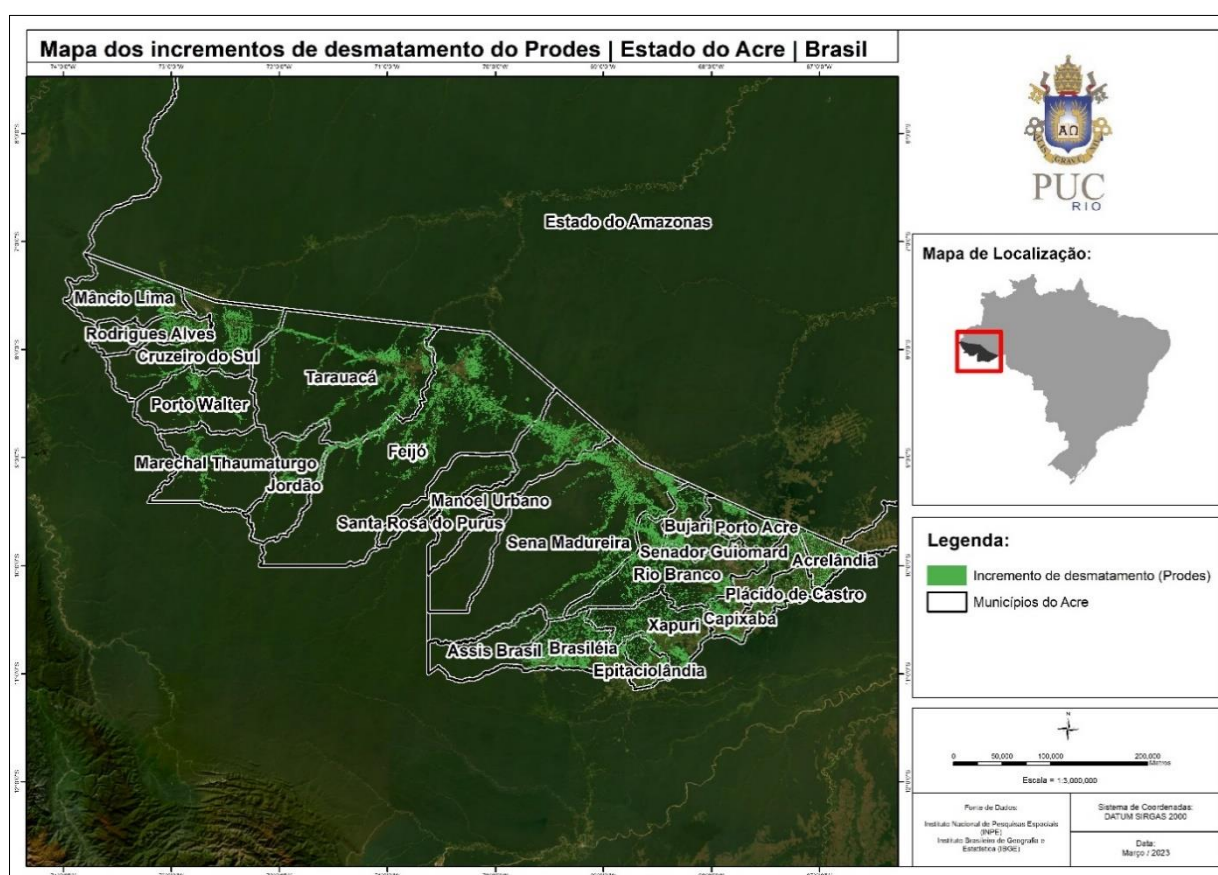 Mapa dos incrementos de desmatamento do Prodes | Estado do Acre | Brasil
Estado do Amazonas
Mâncio Lima
Rodrigues Alves
Cruzeiro do Sul
Tarauacá
Porto Walter
Feijó
Marechal Thaumaturgo
Jordão
Manoel Urbano
Santa Rosa do Purus
Sena Madureira
Bujari
Porto Acre
Senador Guiomard
Acrelândia
Rio Branco
Plácido de Castro
Xapuri
Capixaba
Assis Brasil
Brasiléia
Epitaciolândia
ΑΩ
ALIS GRAVE NIL
PUC
RIO
Mapa de Localização:
Legenda:
Incremento de desmatamento (Prodes)
Municípios do Acre
N
0 50,000 100,000 200,000
Metros
Escala = 1:3,000,000
Fonte de Dados:
Instituto Nacional de Pesquisas Espaciais
(INPE)
Instituto Brasileiro de Geografia e
Estatística (IBGE)
Sistema de Coordenadas:
DATUM SIRGAS 2000
Data:
Março / 2023